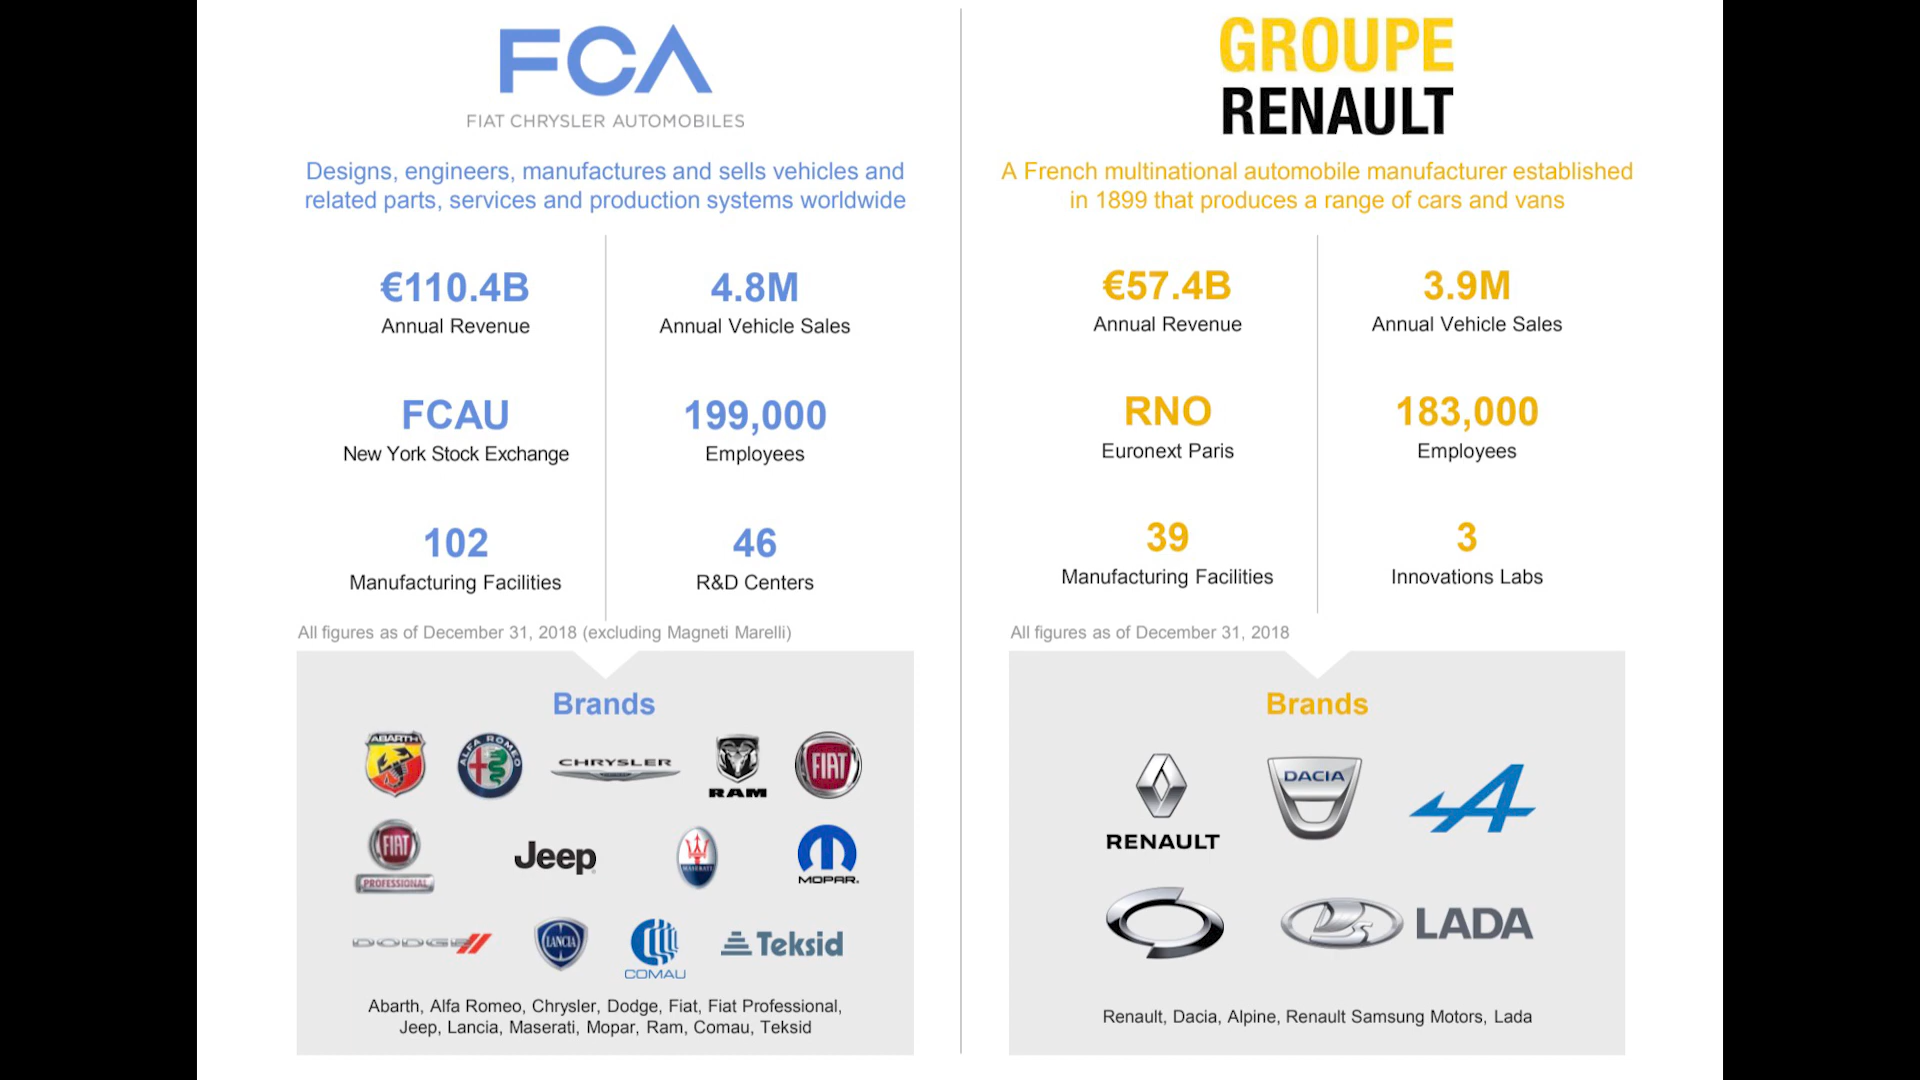 FCA
FIAT CHRYSLER AUTOMOBILES
Designs, engineers, manufactures and sells vehicles and
related parts, services and production systems worldwide
€110.4B
Annual Revenue
4.8M
Annual Vehicle Sales
FCAU
New York Stock Exchange
199,000
Employees
102
Manufacturing Facilities
46
R&D Centers
All figures as of December 31, 2018 (excluding Magneti Marelli)
Brands
ABARTH
ALFA ROMEO
CHRYSLER
RAM
FIAT
FIAT
PROFESSIONAL
Jeep
MASERATI
MOPAR
DODGE
LANCIA
COMAU
Teksid
Abarth, Alfa Romeo, Chrysler, Dodge, Fiat, Fiat Professional,
Jeep, Lancia, Maserati, Mopar, Ram, Comau, Teksid
GROUPE
RENAULT
A French multinational automobile manufacturer established
in 1899 that produces a range of cars and vans
€57.4B
Annual Revenue
3.9M
Annual Vehicle Sales
RNO
Euronext Paris
183,000
Employees
39
Manufacturing Facilities
3
Innovations Labs
All figures as of December 31, 2018
Brands
RENAULT
DACIA
A
LADA
Renault, Dacia, Alpine, Renault Samsung Motors, Lada